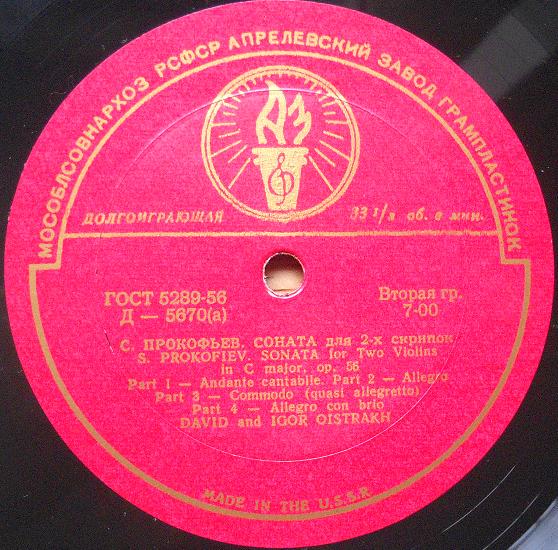 МОСОБЛСОВНАРХОЗ РСФСР АПРЕЛЕВСКИЙ ЗАВОД ГРАМПЛАСТИНОК
АЗ
ДОЛГОИГРАЮЩАЯ 33 1/3 об. в мин.
ГОСТ 5289-56 Вторая гр.
Д — 5670(а) 7-00
С. ПРОКОФЬЕВ. СОНАТА для 2-х скрипок
S. PROKOFIEV. SONATA for Two Violins
in C major, op. 56
Part 1 — Andante cantabile. Part 2 — Allegro
Part 3 — Commodo (quasi allegretto)
Part 4 — Allegro con brio
DAVID and IGOR OISTRAKH
MADE IN THE U.S.S.R